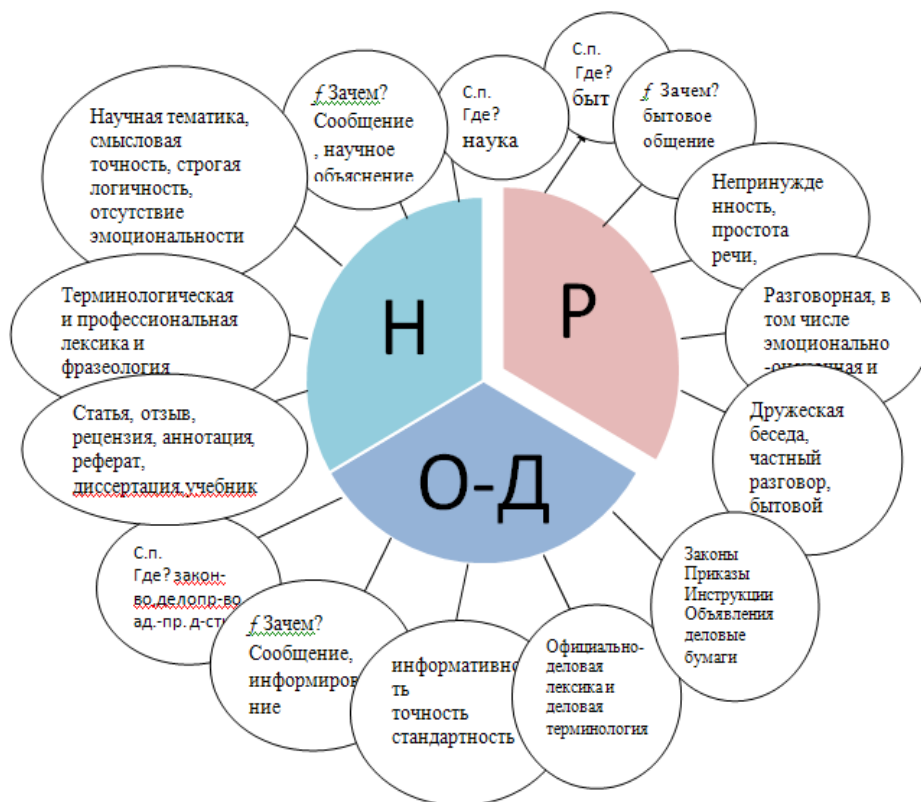 Научная тематика,
смысловая
точность, строгая
логичность,
отсутствие
эмоциональности
ƒ Зачем?
Сообщение
, научное
объяснение
С.п.
Где?
наука
С.п.
Где?
быт
ƒ Зачем?
бытовое
общение
Непринужде
нность,
простота
речи,
Разговорная, в
том числе
эмоционально
и
Дружеская
беседа,
частный
разговор,
бытовой
Н
Р
О-Д
Терминологическая
и профессиональная
лексика и
фразеология
Статья, отзыв,
рецензия, аннотация,
реферат,
диссертация,учебник
С.п.
Где? закон-
во,делопр-во
ад.-пр.
ƒ Зачем?
Сообщение,
информиров
ние
информативно
ть
точность
стандартность
Официально-
деловая
лексика и
деловая
терминология
Законы
Приказы
Инструкции
Объявления
деловые
бумаги